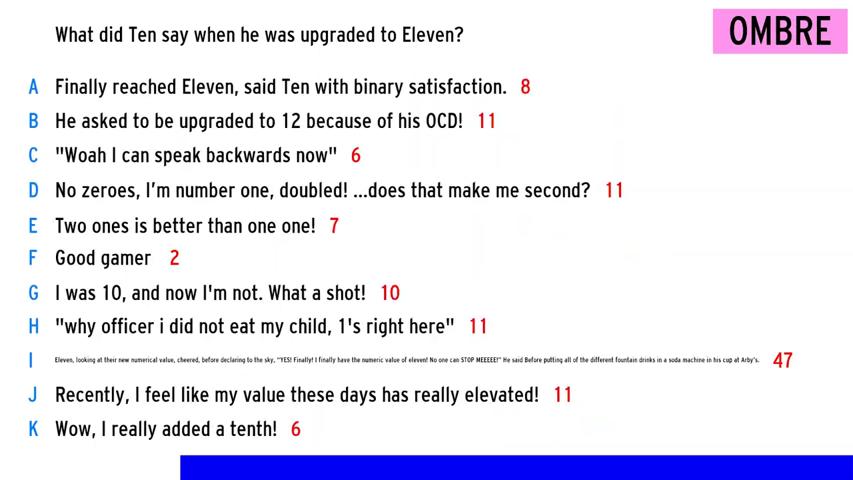 What did Ten say when he was upgraded to Eleven?
OMBRE
A Finally reached Eleven, said Ten with binary satisfaction. 8
B He asked to be upgraded to 12 because of his OCD! 11
C "Woah I can speak backwards now" 6
D No zeroes, I'm number one, doubled! ...does that make me second? 11
E Two ones is better than one one! 7
F Good gamer 2
G I was 10, and now I'm not. What a shot! 10
H "why officer i did not eat my child, 1's right here" 11
I Eleven, looking at their new numerical value, cheered, before declaring to the sky, "YES! Finally! I finally have the numeric value of eleven! No one can STOP MEEEEE!" He said Before putting all of the different fountain drinks in a soda machine in his cup at Arby's. 47
J Recently, I feel like my value these days has really elevated! 11
K Wow, I really added a tenth! 6